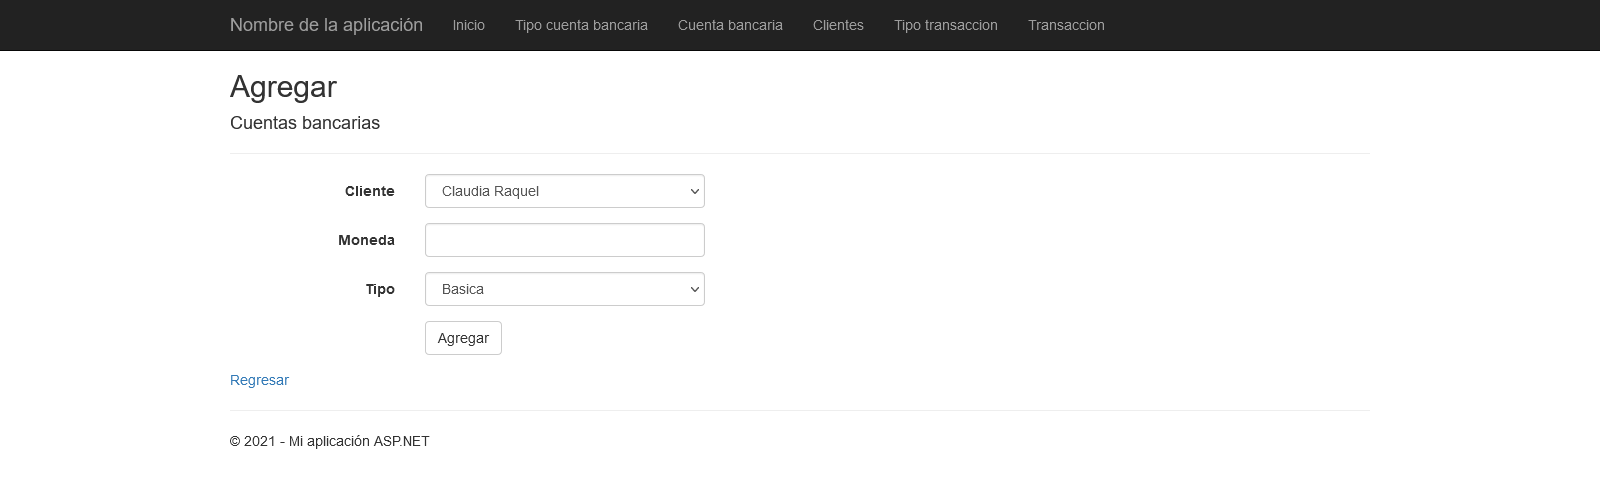 Nombre de la aplicación Inicio Tipo cuenta bancaria Cuenta bancaria Clientes Tipo transaccion Transaccion
Agregar
Cuentas bancarias
Cliente Claudia Raquel
Moneda
Tipo Basica
Agregar
Regresar
© 2021 - Mi aplicación ASP.NET